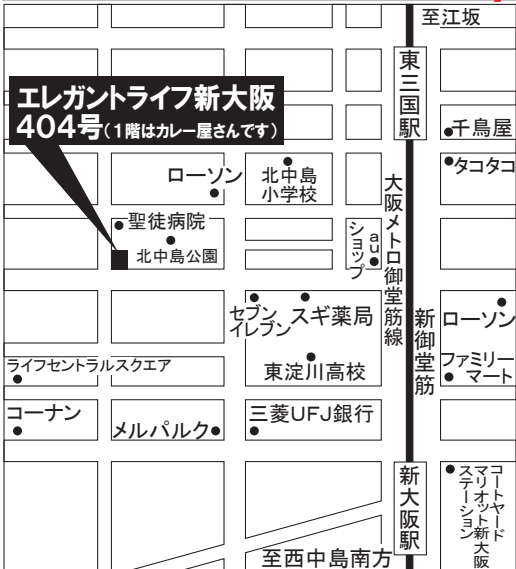 至江坂
東三国駅
エレガントライフ新大阪
404号(1階はカレー屋さんです)
千鳥屋
タコタコ
ローソン
北中島
小学校
大阪メトロ御堂筋線
聖徒病院
北中島公園
au
ショップ
セブン
イレブン
スギ薬局
新御堂筋
ローソン
ライフセントラルスクエア
東淀川高校
ファミリー
マート
コーナン
メルパルク
三菱UFJ銀行
新大阪駅
コートヤード
マリオット新大阪
ステーション
至西中島南方